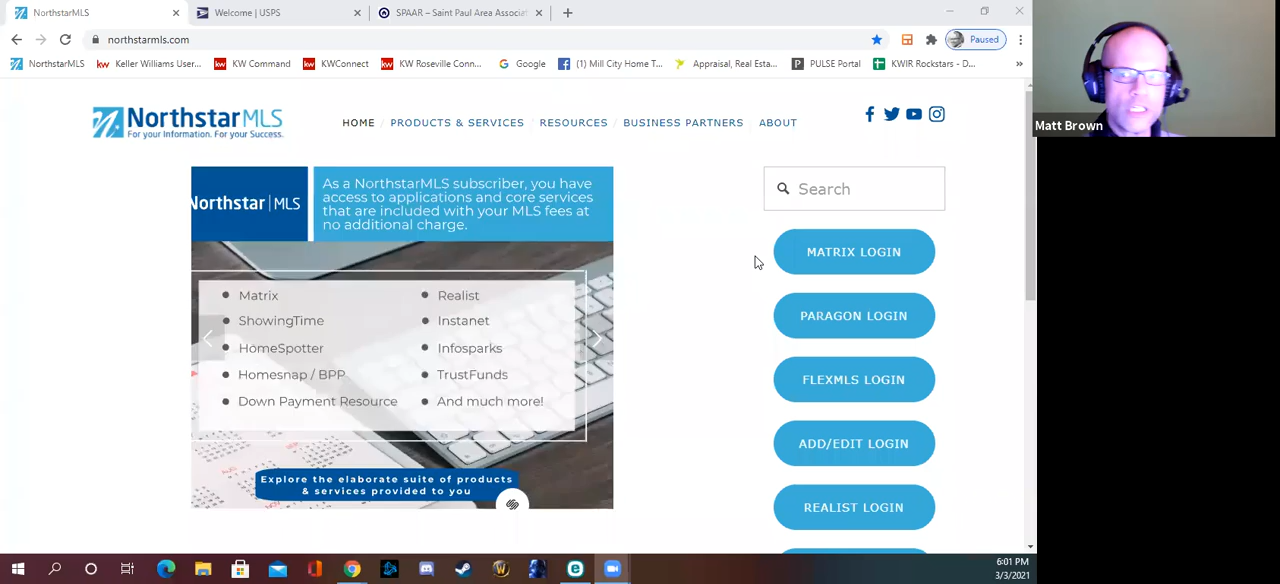 NorthstarMLS
Welcome | USPS
SPAAR – Saint Paul Area Associat
northstarmls.com
Paused
NorthstarMLS
Keller Williams User...
KW Command
KWConnect
KW Roseville Conn...
Google
(1) Mill City Home T...
Appraisal, Real Esta...
PULSE Portal
KWIR Rockstars - D...
»
Matt Brown
NorthstarMLS
For your Information. For your Success.
HOME / PRODUCTS & SERVICES / RESOURCES / BUSINESS PARTNERS / ABOUT
Northstar | MLS
As a NorthstarMLS subscriber, you have
access to applications and core services
that are included with your MLS fees at
no additional charge.
Matrix
ShowingTime
HomeSpotter
Homesnap / BPP
Down Payment Resource
Realist
Instanet
Infosparks
TrustFunds
And much more!
Explore the elaborate suite of products
& services provided to you
Search
MATRIX LOGIN
PARAGON LOGIN
FLEXMLS LOGIN
ADD/EDIT LOGIN
REALIST LOGIN
6:01 PM
3/3/2021